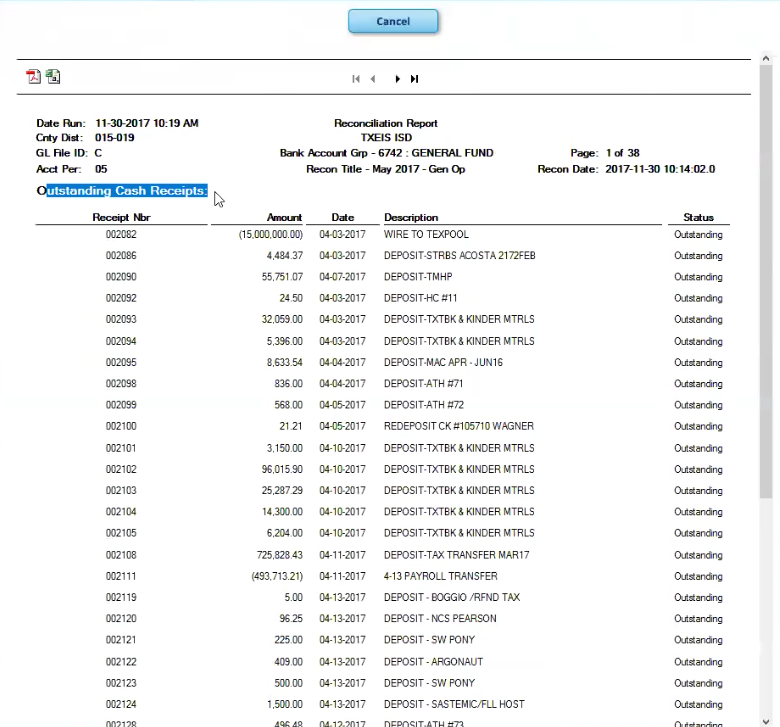 Cancel
Date Run: 11-30-2017 10:19 AM Reconciliation Report
Cnty Dist: 015-019 TXEIS ISD
GL File ID: C Bank Account Grp - 6742 : GENERAL FUND Page: 1 of 38
Acct Per: 05 Recon Title - May 2017 - Gen Op Recon Date: 2017-11-30 10:14:02.0
Outstanding Cash Receipts:
Receipt Nbr Amount Date Description Status
002082 (15,000,000.00) 04-03-2017 WIRE TO TEXPOOL Outstanding
002086 4,484.37 04-03-2017 DEPOSIT-STRBS ACOSTA 2172FEB Outstanding
002090 55,751.07 04-07-2017 DEPOSIT-TMHP Outstanding
002092 24.50 04-03-2017 DEPOSIT-HC #11 Outstanding
002093 32,059.00 04-03-2017 DEPOSIT-TXTBK & KINDER MTRLS Outstanding
002094 5,396.00 04-03-2017 DEPOSIT-TXTBK & KINDER MTRLS Outstanding
002095 8,633.54 04-04-2017 DEPOSIT-MAC APR - JUN16 Outstanding
002098 836.00 04-04-2017 DEPOSIT-ATH #71 Outstanding
002099 568.00 04-05-2017 DEPOSIT-ATH #72 Outstanding
002100 21.21 04-05-2017 REDEPOSIT CK #105710 WAGNER Outstanding
002101 3,150.00 04-10-2017 DEPOSIT-TXTBK & KINDER MTRLS Outstanding
002102 96,015.90 04-10-2017 DEPOSIT-TXTBK & KINDER MTRLS Outstanding
002103 25,287.29 04-10-2017 DEPOSIT-TXTBK & KINDER MTRLS Outstanding
002104 14,300.00 04-10-2017 DEPOSIT-TXTBK & KINDER MTRLS Outstanding
002105 6,204.00 04-10-2017 DEPOSIT-TXTBK & KINDER MTRLS Outstanding
002108 725,828.43 04-11-2017 DEPOSIT-TAX TRANSFER MAR17 Outstanding
002111 (493,713.21) 04-11-2017 4-13 PAYROLL TRANSFER Outstanding
002119 5.00 04-13-2017 DEPOSIT - BOGGIO /RFND TAX Outstanding
002120 96.25 04-13-2017 DEPOSIT - NCS PEARSON Outstanding
002121 225.00 04-13-2017 DEPOSIT - SW PONY Outstanding
002122 409.00 04-13-2017 DEPOSIT - ARGONAUT Outstanding
002123 500.00 04-13-2017 DEPOSIT - SW PONY Outstanding
002124 1,500.00 04-13-2017 DEPOSIT - SASTEMIC/FLL HOST Outstanding
002128 496.48 04-12-2017 DEPOSIT-ATH #73 Outstanding